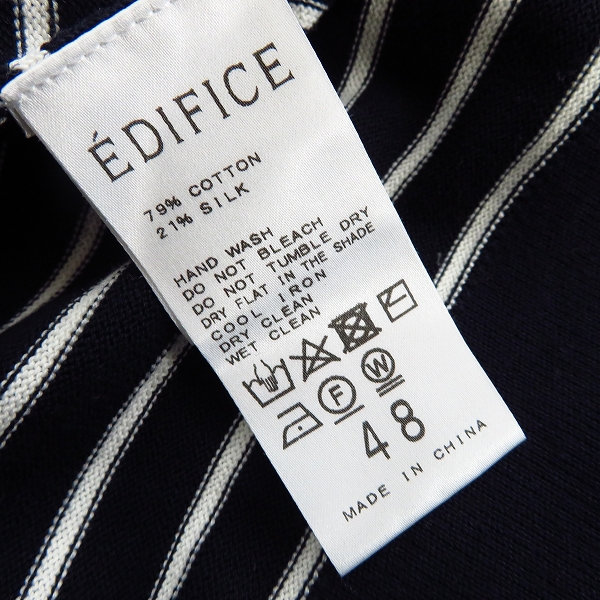 ÉDIFICE
79% COTTON
21% SILK
HAND WASH
DO NOT BLEACH
DO NOT TUMBLE DRY
DRY FLAT IN THE SHADE
COOL IRON
DRY CLEAN
WET CLEAN
F W
48
MADE IN CHINA